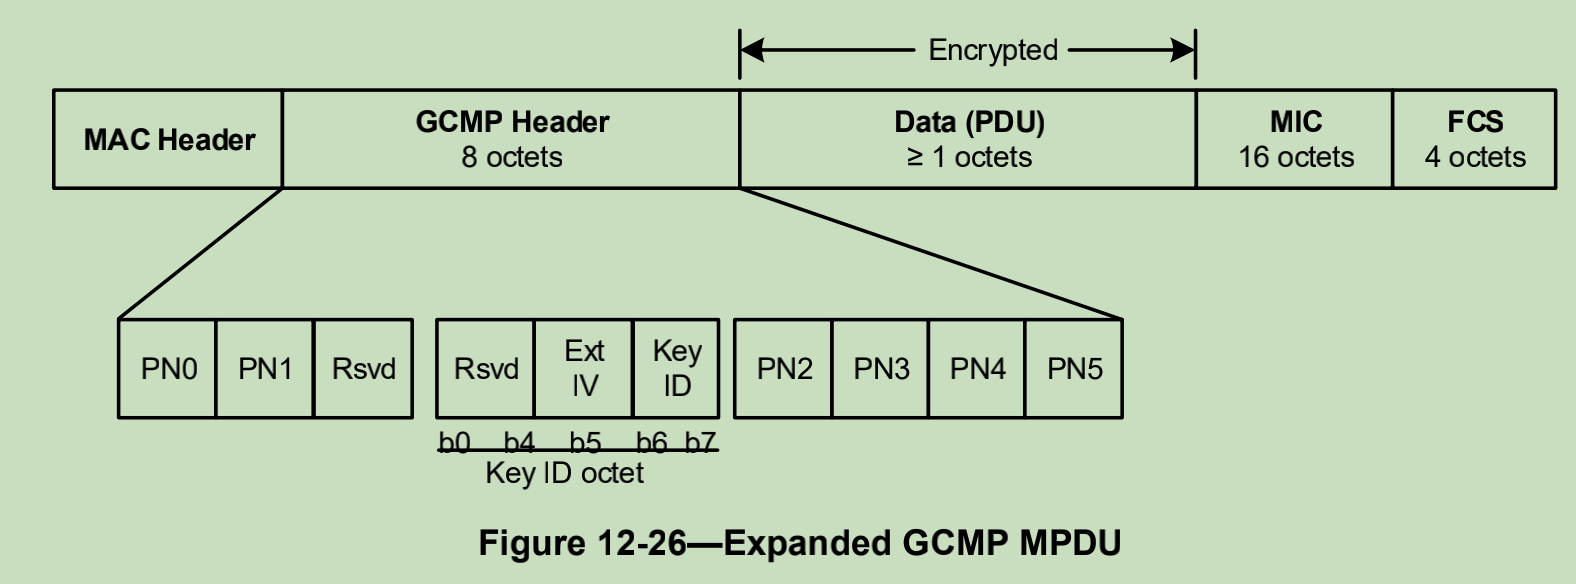 Encrypted
MAC Header
GCMP Header
8 octets
Data (PDU)
≥ 1 octets
MIC
16 octets
FCS
4 octets
PN0
PN1
Rsvd
Rsvd
Ext
IV
Key
ID
PN2
PN3
PN4
PN5
b0 b4 b5 b6 b7
Key ID octet
Figure 12-26—Expanded GCMP MPDU